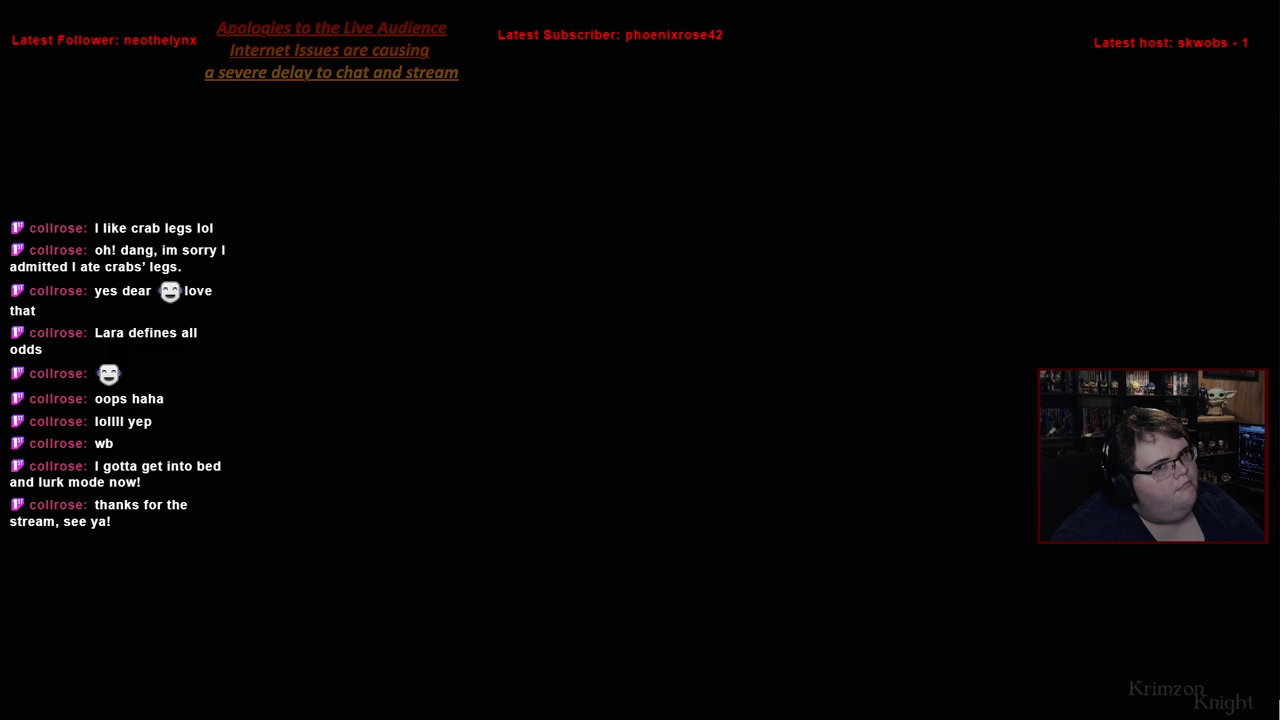 Latest Follower: neothelynx
Apologies to the Live Audience
Internet Issues are causing
a severe delay to chat and stream
Latest Subscriber: phoenixrose42
Latest host: skwobs - 1
collrose: I like crab legs lol
collrose: oh! dang, im sorry I
admitted I ate crabs' legs.
collrose: yes dear love
that
collrose: Lara defines all
odds
collrose:
collrose: oops haha
collrose: lollll yep
collrose: wb
collrose: I gotta get into bed
and lurk mode now!
collrose: thanks for the
stream, see ya!
Krimzon
Knight